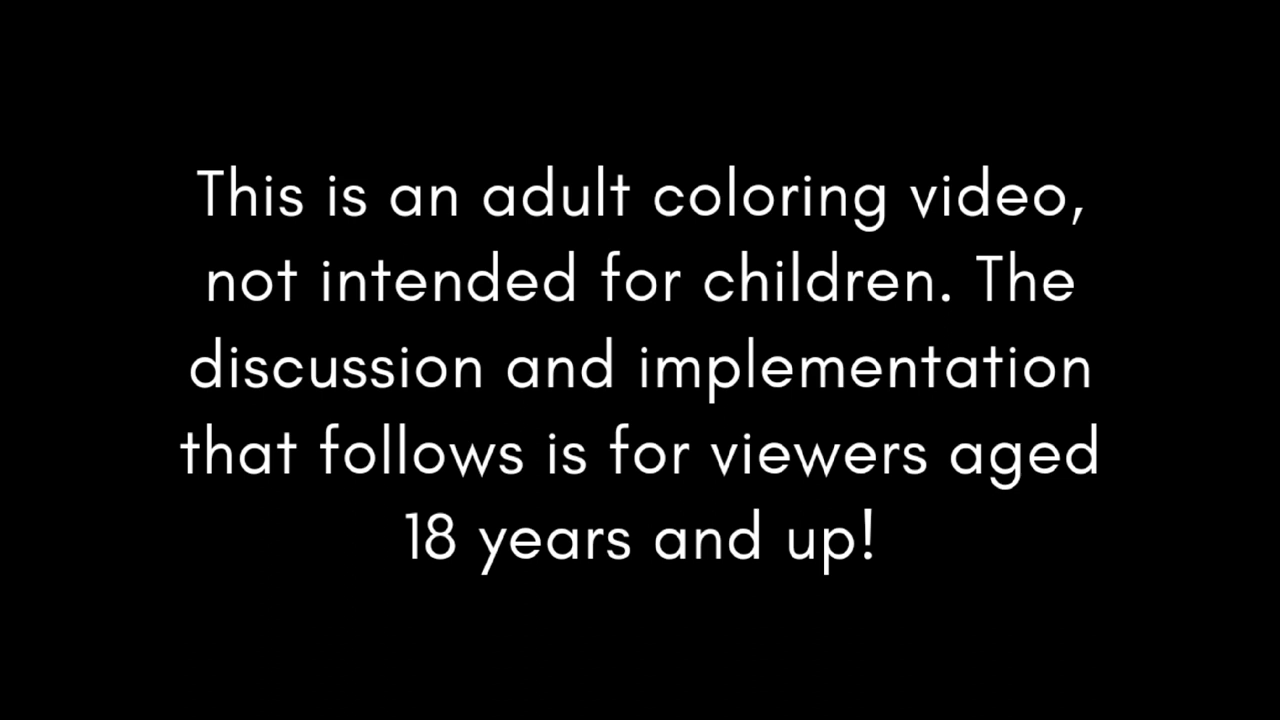 This is an adult coloring video,
not intended for children. The
discussion and implementation
that follows is for viewers aged
18 years and up!